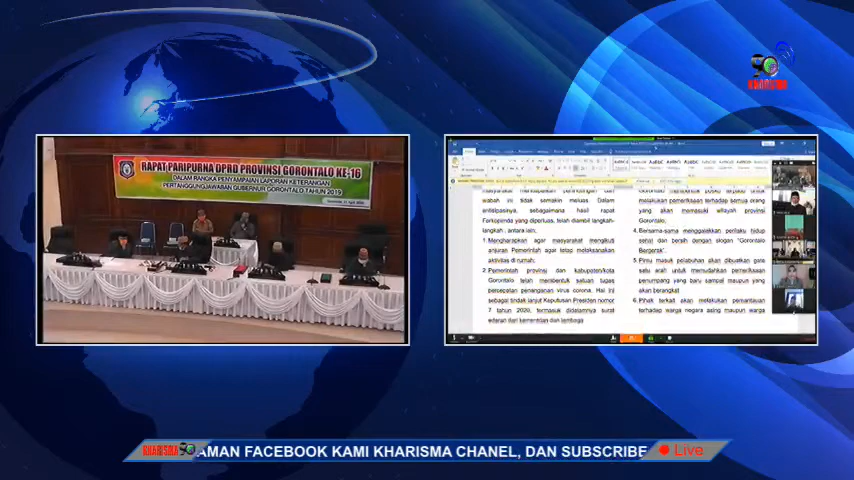 90
KHARISMA
RAPAT PARIPURNA DPRD PROVINSI GORONTALO KE-16
DALAM RANGKA PENYAMPAIAN LAPORAN KETERANGAN
PERTANGGUNGJAWABAN GUBERNUR GORONTALO TAHUN 2019
wabah ini tidak semakin meluas. Dalam
antisipasinya, sebagaimana hasil rapat
Forkopimda yang diperluas, telah diambil langkah-
langkah, antara lain;
1. Mengharapkan agar masyarakat mengikuti
anjuran Pemerintah agar tetap melaksanakan
aktivitas di rumah;
2. Pemerintah provinsi dan kabupaten/kota
Gorontalo telah membentuk satuan tugas
percepatan penanganan virus corona. Hal ini
sebagai tindak lanjut Keputusan Presiden nomor
7 tahun 2020, termasuk didalamnya surat
edaran dari kementrian dan lembaga
melakukan pemeriksaan terhadap semua orang
yang akan memasuki wilayah provinsi
Gorontalo.
4. Bersama-sama menggalakkan perilaku hidup
sehat dan bersih dengan slogan "Gorontalo
Bergerak".
5. Pintu masuk pelabuhan akan dibuatkan gate
satu arah untuk memudahkan pemeriksaan
penumpang yang baru sampai maupun yang
akan berangkat
6. Pihak terkait akan melakukan pemantauan
terhadap warga negara asing maupun warga
KHARISMA 90
AMAN FACEBOOK KAMI KHARISMA CHANEL, DAN SUBSCRIBE
Live